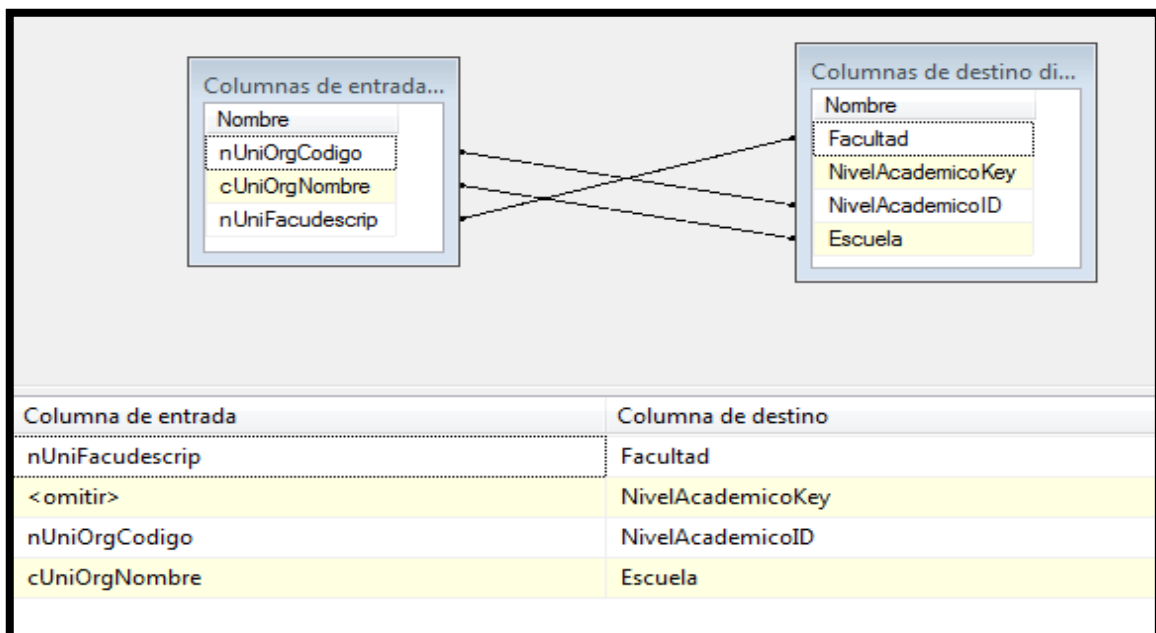 Columnas de entrada...
Nombre
nUniOrgCodigo
cUniOrgNombre
nUniFacudescrip
Columnas de destino di...
Nombre
Facultad
NivelAcademicoKey
NivelAcademicoID
Escuela
Columna de entrada Columna de destino
nUniFacudescrip Facultad
<omitir> NivelAcademicoKey
nUniOrgCodigo NivelAcademicoID
cUniOrgNombre Escuela